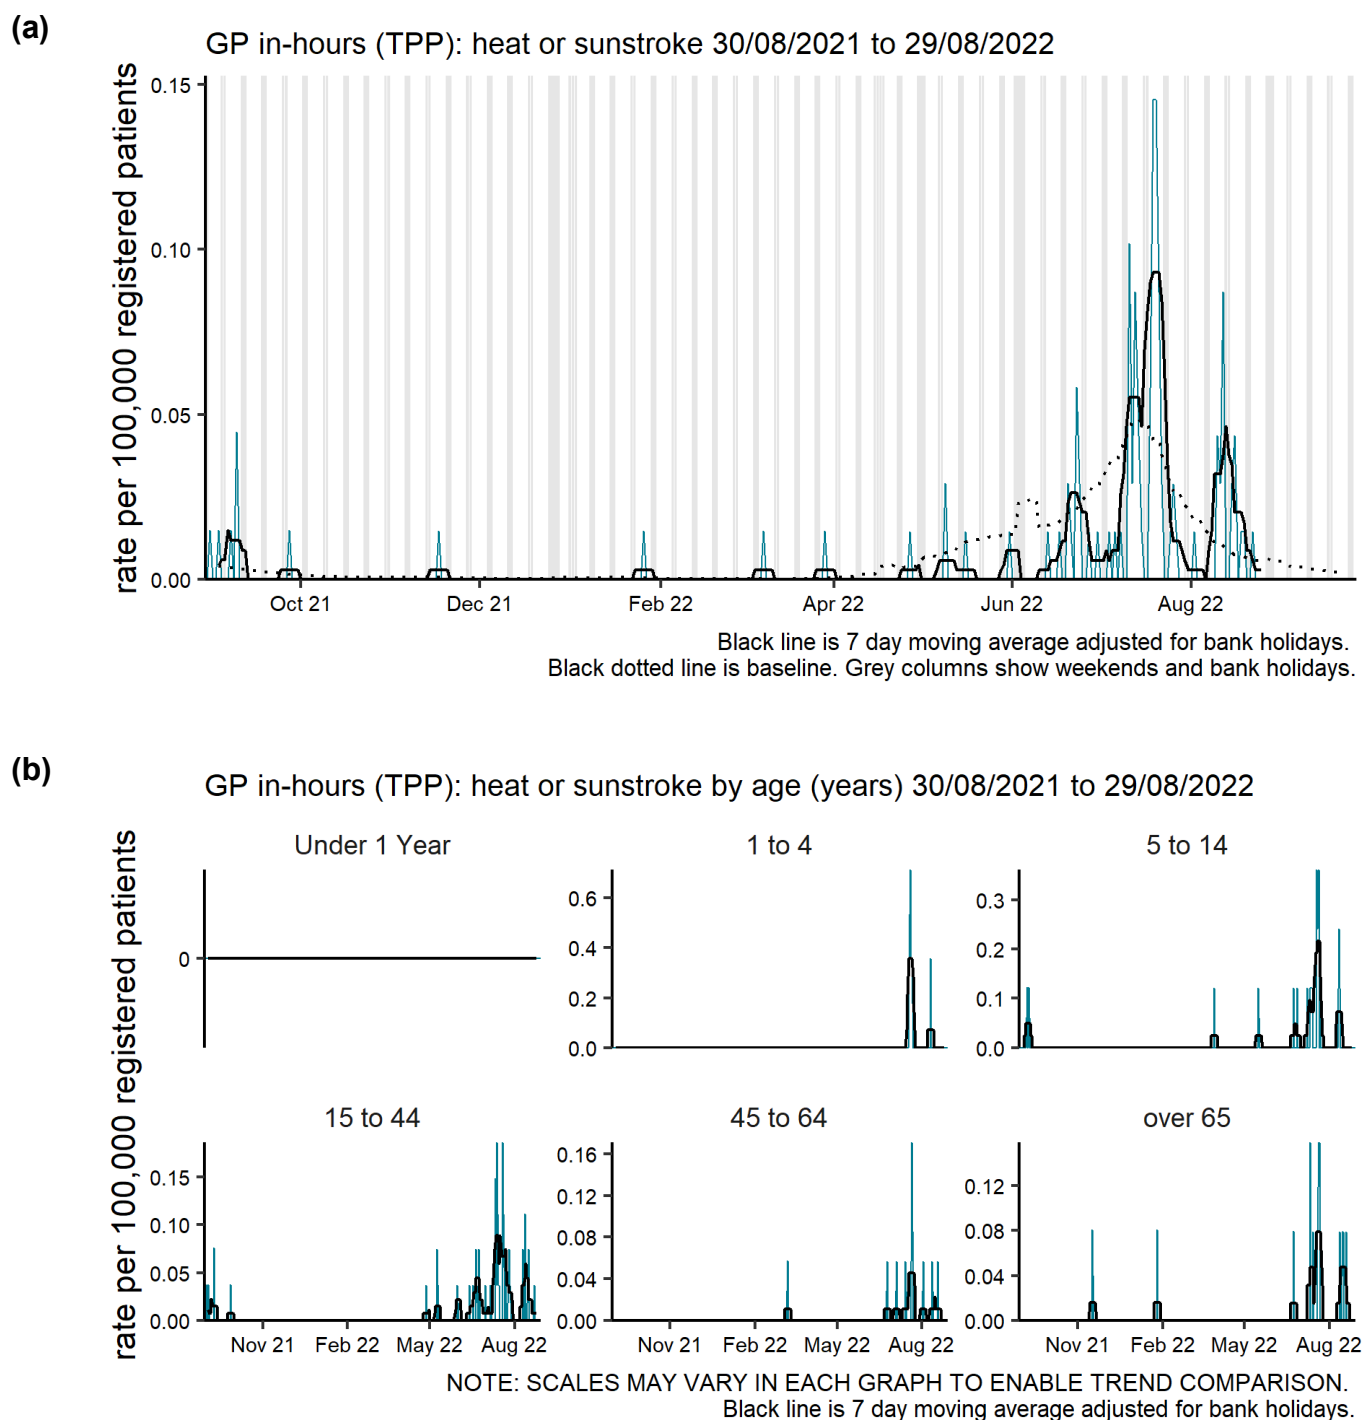 (a)
GP in-hours (TPP): heat or sunstroke 30/08/2021 to 29/08/2022
rate per 100,000 registered patients
0.15
0.10
0.05
0.00
Oct 21 Dec 21 Feb 22 Apr 22 Jun 22 Aug 22
Black line is 7 day moving average adjusted for bank holidays.
Black dotted line is baseline. Grey columns show weekends and bank holidays.
(b)
GP in-hours (TPP): heat or sunstroke by age (years) 30/08/2021 to 29/08/2022
rate per 100,000 registered patients
Under 1 Year
0
1 to 4
0.6
0.4
0.2
0.0
5 to 14
0.3
0.2
0.1
0.0
15 to 44
0.15
0.10
0.05
0.00
Nov 21 Feb 22 May 22 Aug 22
45 to 64
0.16
0.12
0.08
0.04
0.00
Nov 21 Feb 22 May 22 Aug 22
over 65
0.12
0.08
0.04
0.00
Nov 21 Feb 22 May 22 Aug 22
NOTE: SCALES MAY VARY IN EACH GRAPH TO ENABLE TREND COMPARISON.
Black line is 7 day moving average adjusted for bank holidays.